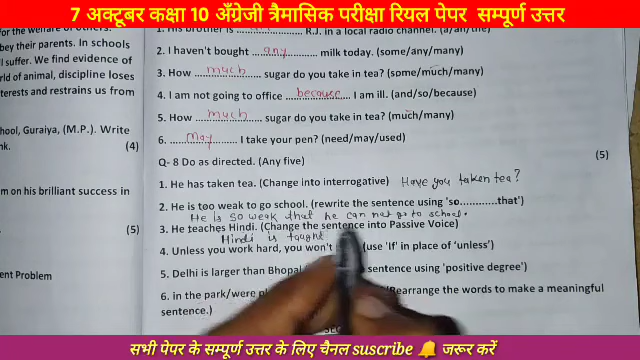 7 अक्टूबर कक्षा 10 अँग्रेजी त्रैमासिक परीक्षा रियल पेपर सम्पूर्ण उत्तर
for the welfare of others.
bey their parents. In schools
l suffer. We find evidence of
rld of animal, discipline loses
terests and restrains us from
hool, Guraiya, (M.P.). Write
nk. (4)
m on his brilliant success in
(5)
ent Problem
1. His brother is ............... R.J. in a local radio channel. (a/any/the)
2. I haven't bought ...any... milk today. (some/any/many)
3. How ...much... sugar do you take in tea? (some/much/many)
4. I am not going to office ...because... I am ill. (and/so/because)
5. How ...much... sugar do you take in tea? (much/many)
6. ...May... I take your pen? (need/may/used)
Q- 8 Do as directed. (Any five) (5)
1. He has taken tea. (Change into interrogative) Have you taken tea?
2. He is too weak to go school. (rewrite the sentence using 'so............that')
He is so weak that he can not go to school.
3. He teaches Hindi. (Change the sentence into Passive Voice)
Hindi is taught
4. Unless you work hard, you won't (use 'If' in place of 'unless')
5. Delhi is larger than Bhopal sentence using 'positive degree')
6. in the park/were pl (Rearrange the words to make a meaningful
sentence.)
सभी पेपर के सम्पूर्ण उत्तर के लिए चैनल suscribe 🔔 जरूर करें